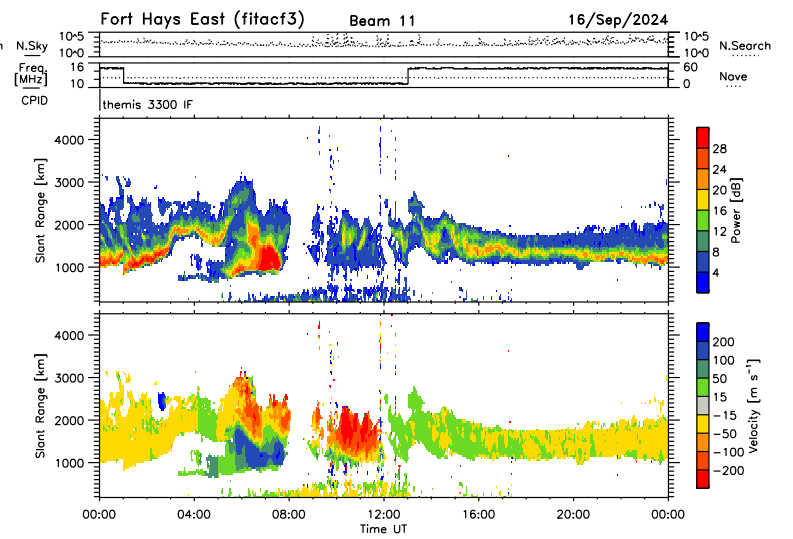 Fort Hays East (fitacf3) Beam 11 16/Sep/2024
n N.Sky 10^5 10^5 N.Search
10^0 10^0
Freq. 16 60 Nave
[MHz] 10 0
CPID themis 3300 IF
4000
3000
2000
1000
Slant Range [km]
28
24
20
16
12
8
4
Power [dB]
4000
3000
2000
1000
Slant Range [km]
200
100
50
15
-15
-50
-100
-200
Velocity [m s^-1]
00:00 04:00 08:00 12:00 16:00 20:00 00:00
Time UT